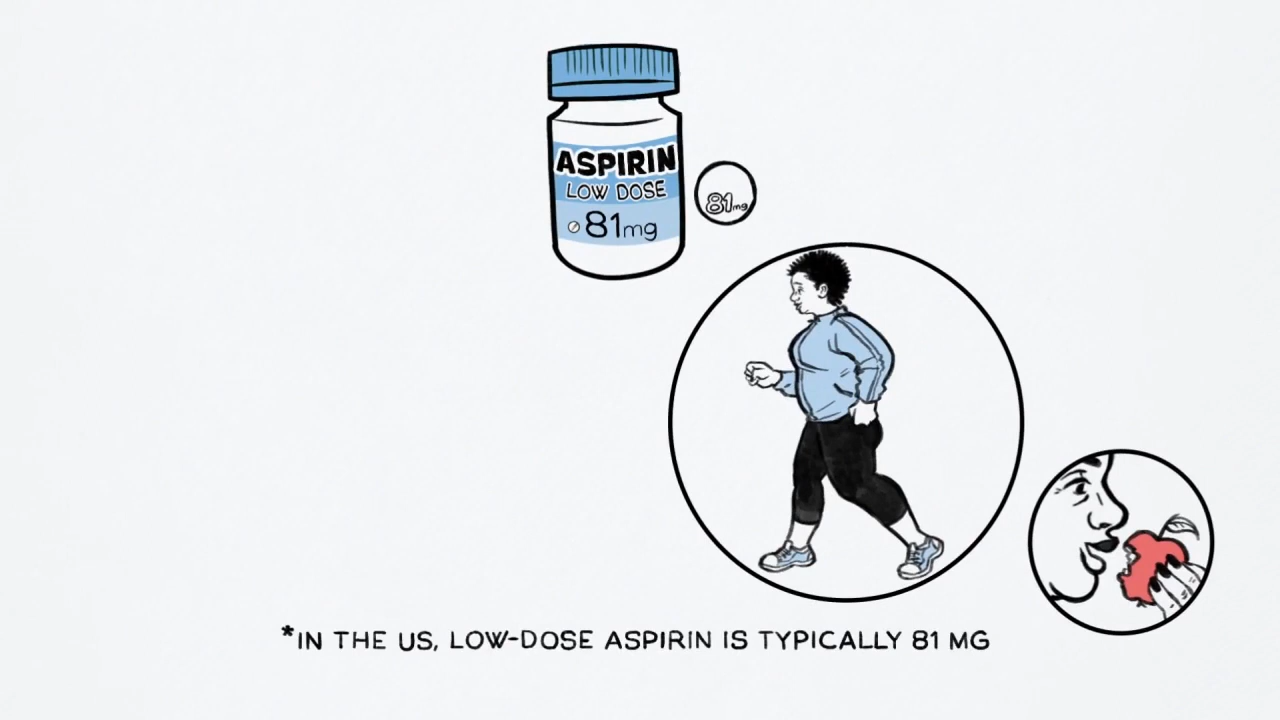 ASPIRIN
LOW DOSE
81mg
81mg
*IN THE US, LOW-DOSE ASPIRIN IS TYPICALLY 81 MG